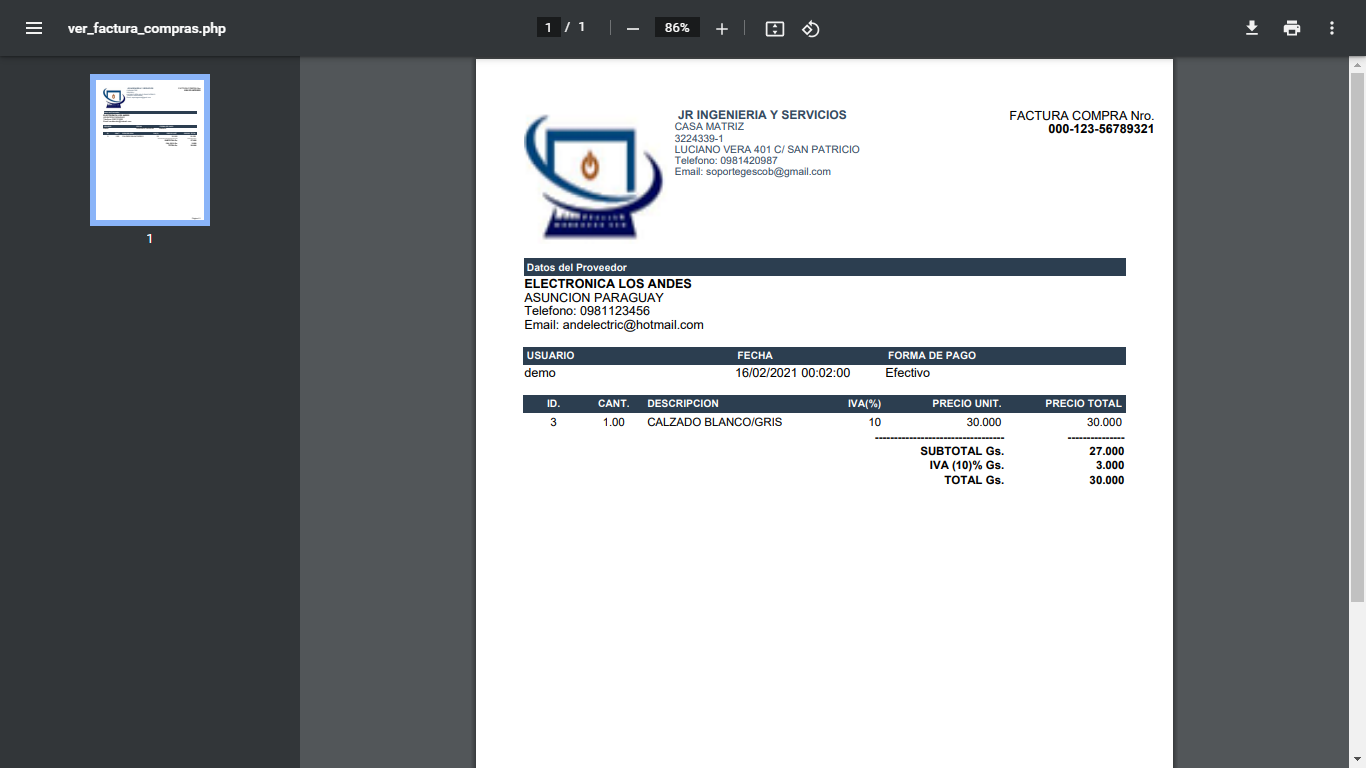 ver_factura_compras.php
1 / 1
86%
1
JR INGENIERIA Y SERVICIOS
CASA MATRIZ
3224339-1
LUCIANO VERA 401 C/ SAN PATRICIO
Telefono: 0981420987
Email: soportegescob@gmail.com
FACTURA COMPRA Nro.
000-123-56789321
Datos del Proveedor
ELECTRONICA LOS ANDES
ASUNCION PARAGUAY
Telefono: 0981123456
Email: andelectric@hotmail.com
USUARIO FECHA FORMA DE PAGO
demo 16/02/2021 00:02:00 Efectivo
ID. CANT. DESCRIPCION IVA(%) PRECIO UNIT. PRECIO TOTAL
3 1.00 CALZADO BLANCO/GRIS 10 30.000 30.000
---------------------------------- ---------------
SUBTOTAL Gs. 27.000
IVA (10)% Gs. 3.000
TOTAL Gs. 30.000